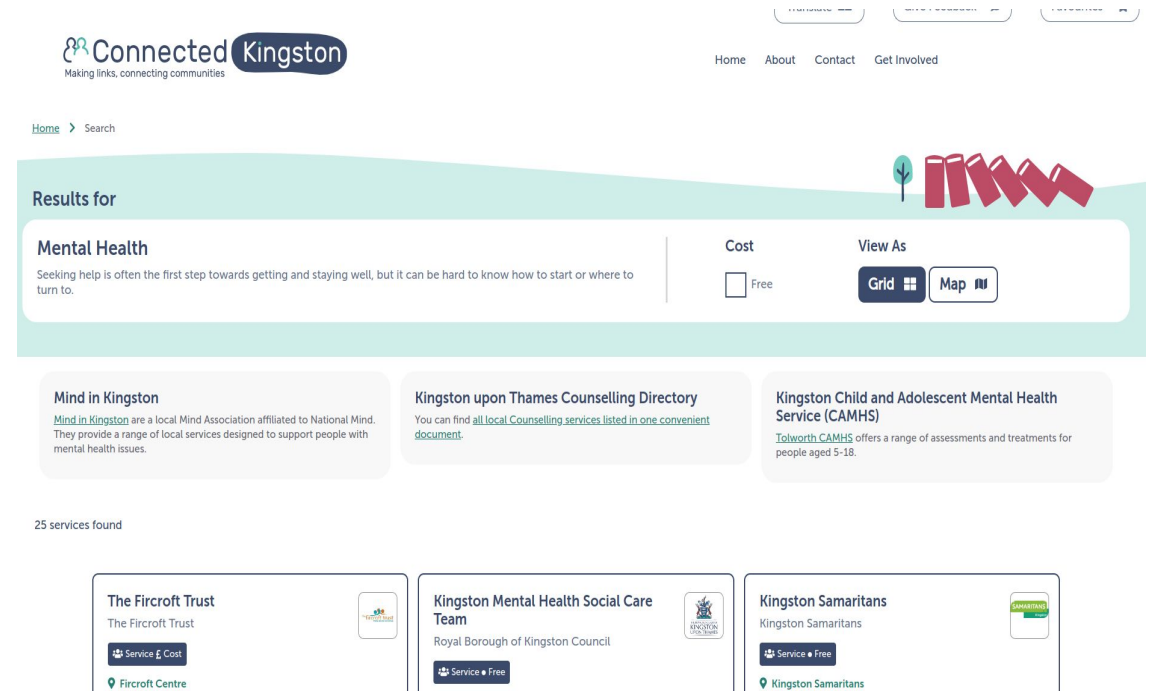 Connected Kingston
Making links, connecting communities
Home About Contact Get Involved
Home Search
Results for
Mental Health
Seeking help is often the first step towards getting and staying well, but it can be hard to know how to start or where to
turn to.
Cost
Free
View As
Grid
Map
Mind in Kingston
Mind in Kingston are a local Mind Association affiliated to National Mind.
They provide a range of local services designed to support people with
mental health issues.
Kingston upon Thames Counselling Directory
You can find all local Counselling services listed in one convenient
document.
Kingston Child and Adolescent Mental Health
Service (CAMHS)
Tolworth CAMHS offers a range of assessments and treatments for
people aged 5-18.
25 services found
The Fircroft Trust
The Fircroft Trust
Service £ Cost
Fircroft Centre
Kingston Mental Health Social Care
Team
Royal Borough of Kingston Council
Service • Free
Kingston Samaritans
Kingston Samaritans
SAMARITANS
Service • Free
Kingston Samaritans